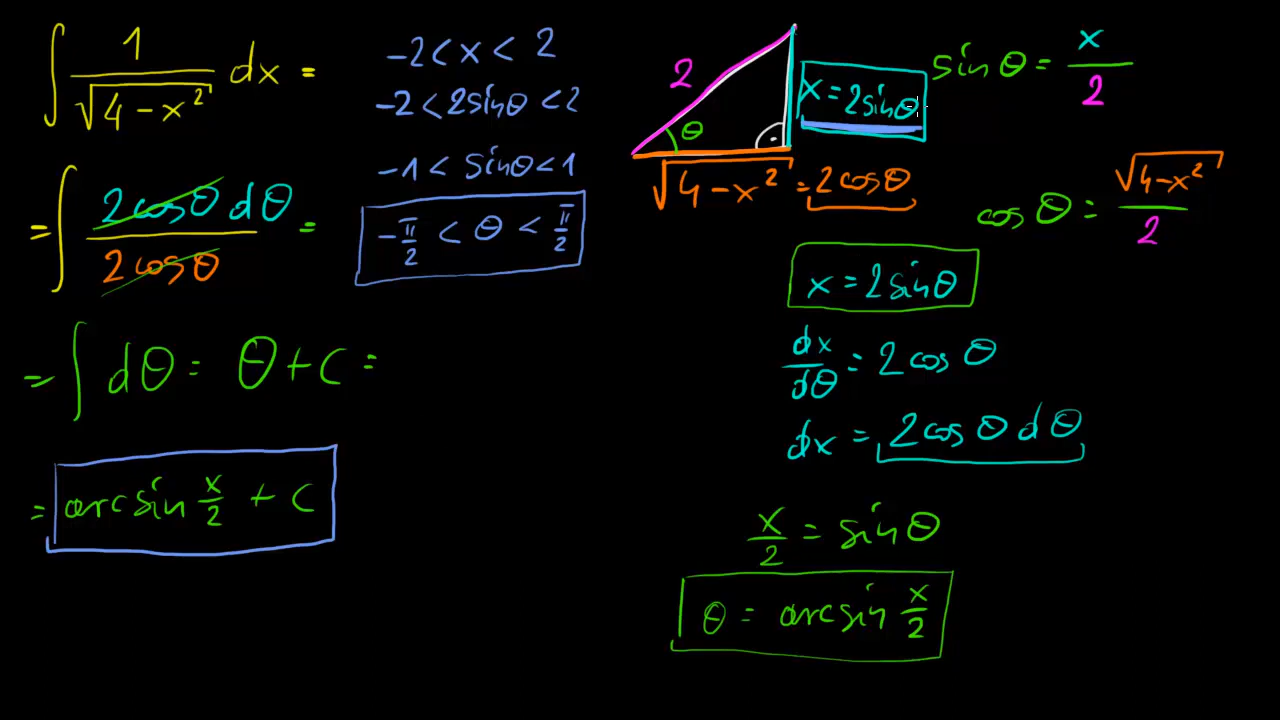 ∫ 1/√(4-x²) dx =
= ∫ 2cosθ dθ / 2cosθ =
= ∫ dθ = θ + C =
= arcsin x/2 + C
-2 < x < 2
-2 < 2sinθ < 2
-1 < sinθ < 1
-π/2 < θ < π/2
2
θ
x = 2sinθ
√(4-x²) = 2cosθ
sinθ = x/2
cosθ = √(4-x²)/2
x = 2sinθ
dx/dθ = 2cosθ
dx = 2cosθ dθ
x/2 = sinθ
θ = arcsin x/2